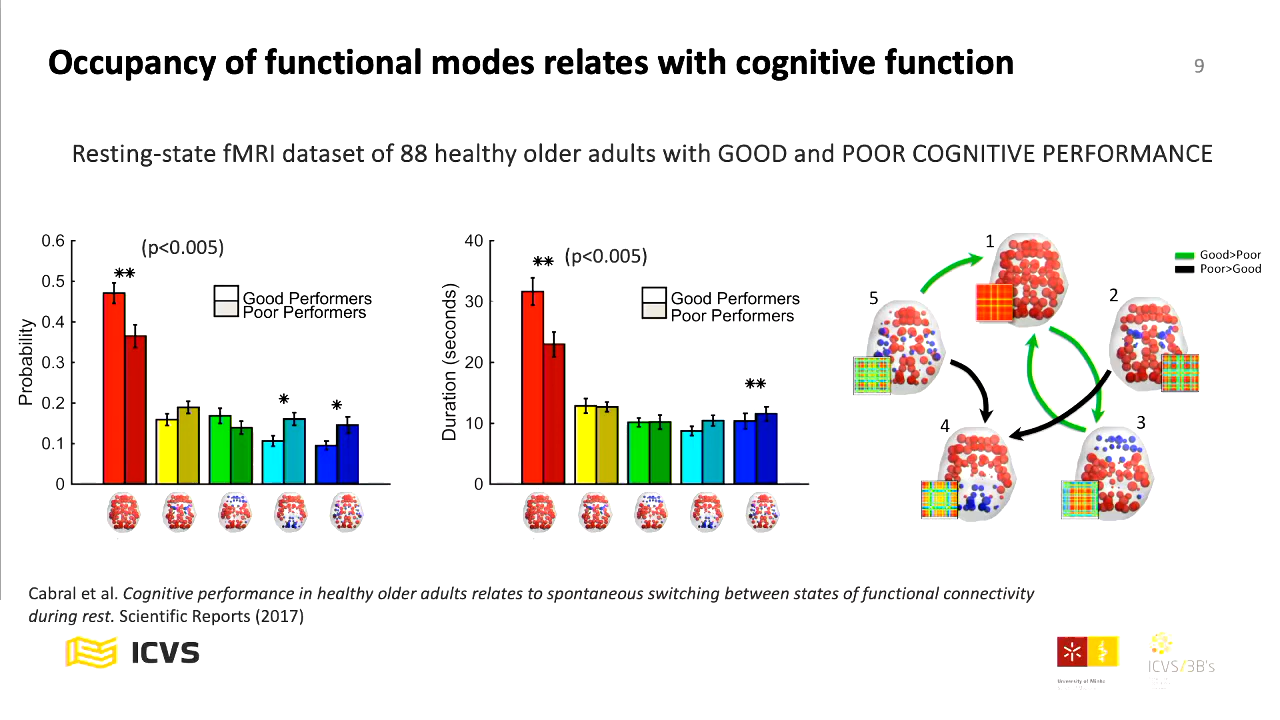 Occupancy of functional modes relates with cognitive function
9
Resting-state fMRI dataset of 88 healthy older adults with GOOD and POOR COGNITIVE PERFORMANCE
Probability
0.6
0.5
0.4
0.3
0.2
0.1
0
**
(p<0.005)
*
*
Good Performers
Poor Performers
Duration (seconds)
40
30
20
10
0
**
(p<0.005)
**
Good Performers
Poor Performers
1
2
3
4
5
Good>Poor
Poor>Good
Cabral et al. Cognitive performance in healthy older adults relates to spontaneous switching between states of functional connectivity
during rest. Scientific Reports (2017)
ICVS
University of Minho
ICVS/3B's